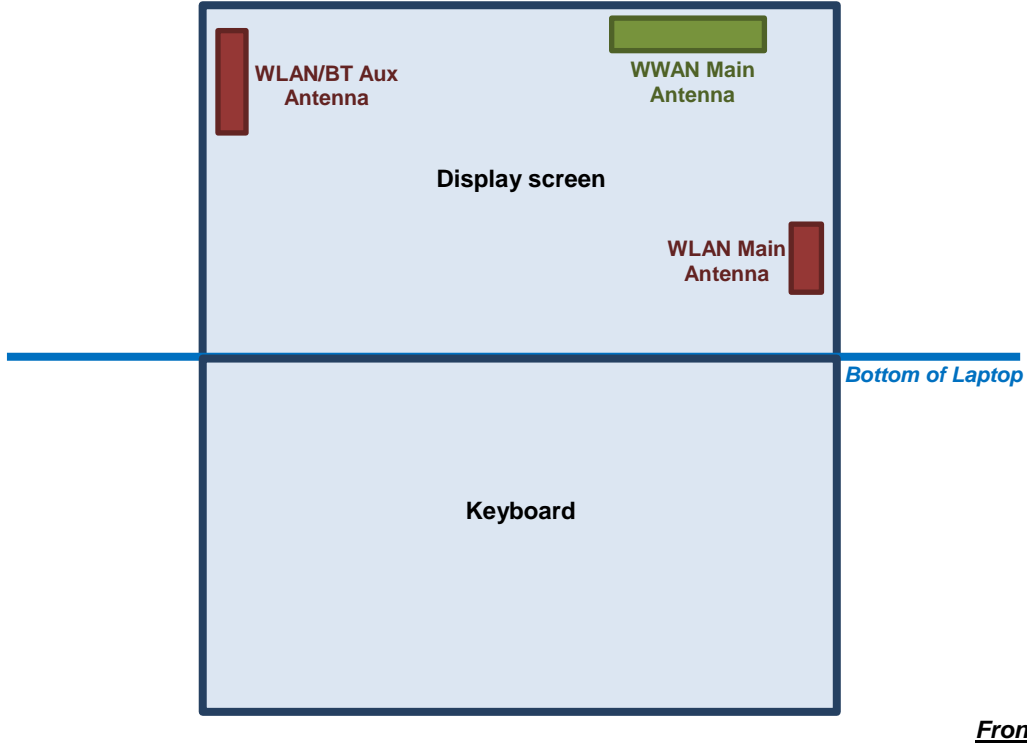 WLAN/BT Aux
Antenna
WWAN Main
Antenna
Display screen
WLAN Main
Antenna
Bottom of Laptop
Keyboard
Fron